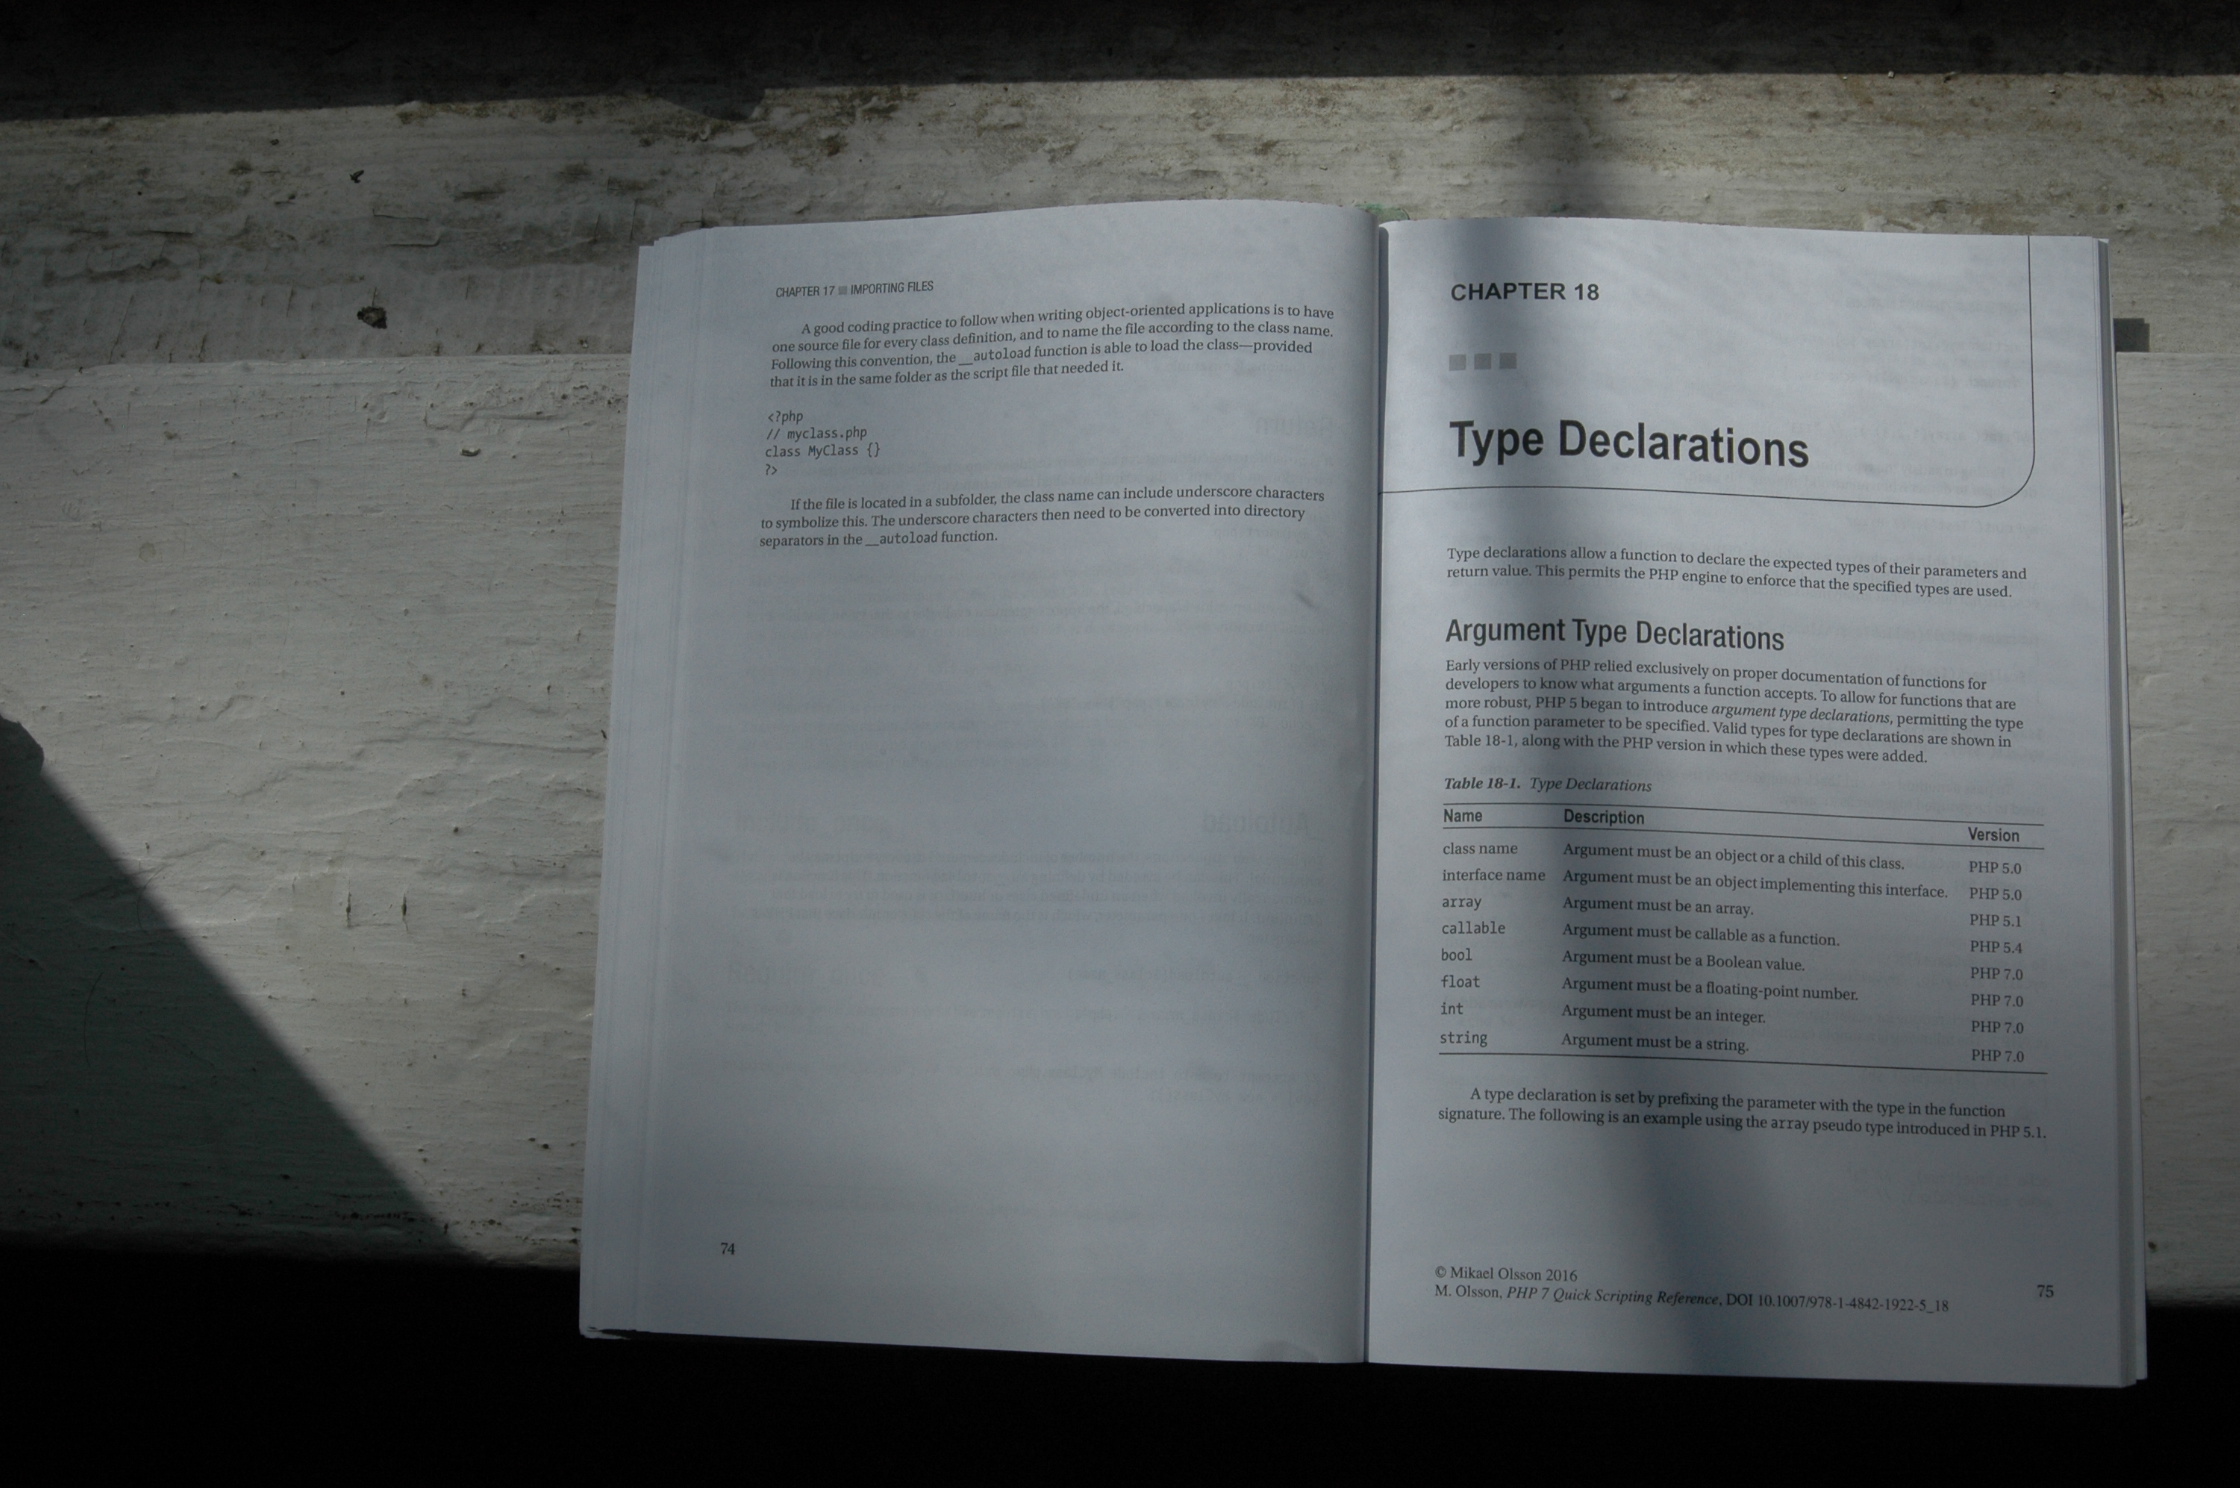 CHAPTER 17 ■ IMPORTING FILES
A good coding practice to follow when writing object-oriented applications is to have
one source file for every class definition, and to name the file according to the class name.
Following this convention, the __autoload function is able to load the class—provided
that it is in the same folder as the script file that needed it.
<?php
// myclass.php
class MyClass {}
?>
If the file is located in a subfolder, the class name can include underscore characters
to symbolize this. The underscore characters then need to be converted into directory
separators in the __autoload function.
74
CHAPTER 18
Type Declarations
Type declarations allow a function to declare the expected types of their parameters and
return value. This permits the PHP engine to enforce that the specified types are used.
Argument Type Declarations
Early versions of PHP relied exclusively on proper documentation of functions for
developers to know what arguments a function accepts. To allow for functions that are
more robust, PHP 5 began to introduce argument type declarations, permitting the type
of a function parameter to be specified. Valid types for type declarations are shown in
Table 18-1, along with the PHP version in which these types were added.
Table 18-1. Type Declarations
Name Description Version
class name Argument must be an object or a child of this class. PHP 5.0
interface name Argument must be an object implementing this interface. PHP 5.0
array Argument must be an array. PHP 5.1
callable Argument must be callable as a function. PHP 5.4
bool Argument must be a Boolean value. PHP 7.0
float Argument must be a floating-point number. PHP 7.0
int Argument must be an integer. PHP 7.0
string Argument must be a string. PHP 7.0
A type declaration is set by prefixing the parameter with the type in the function
signature. The following is an example using the array pseudo type introduced in PHP 5.1.
© Mikael Olsson 2016
M. Olsson, PHP 7 Quick Scripting Reference, DOI 10.1007/978-1-4842-1922-5_18
75